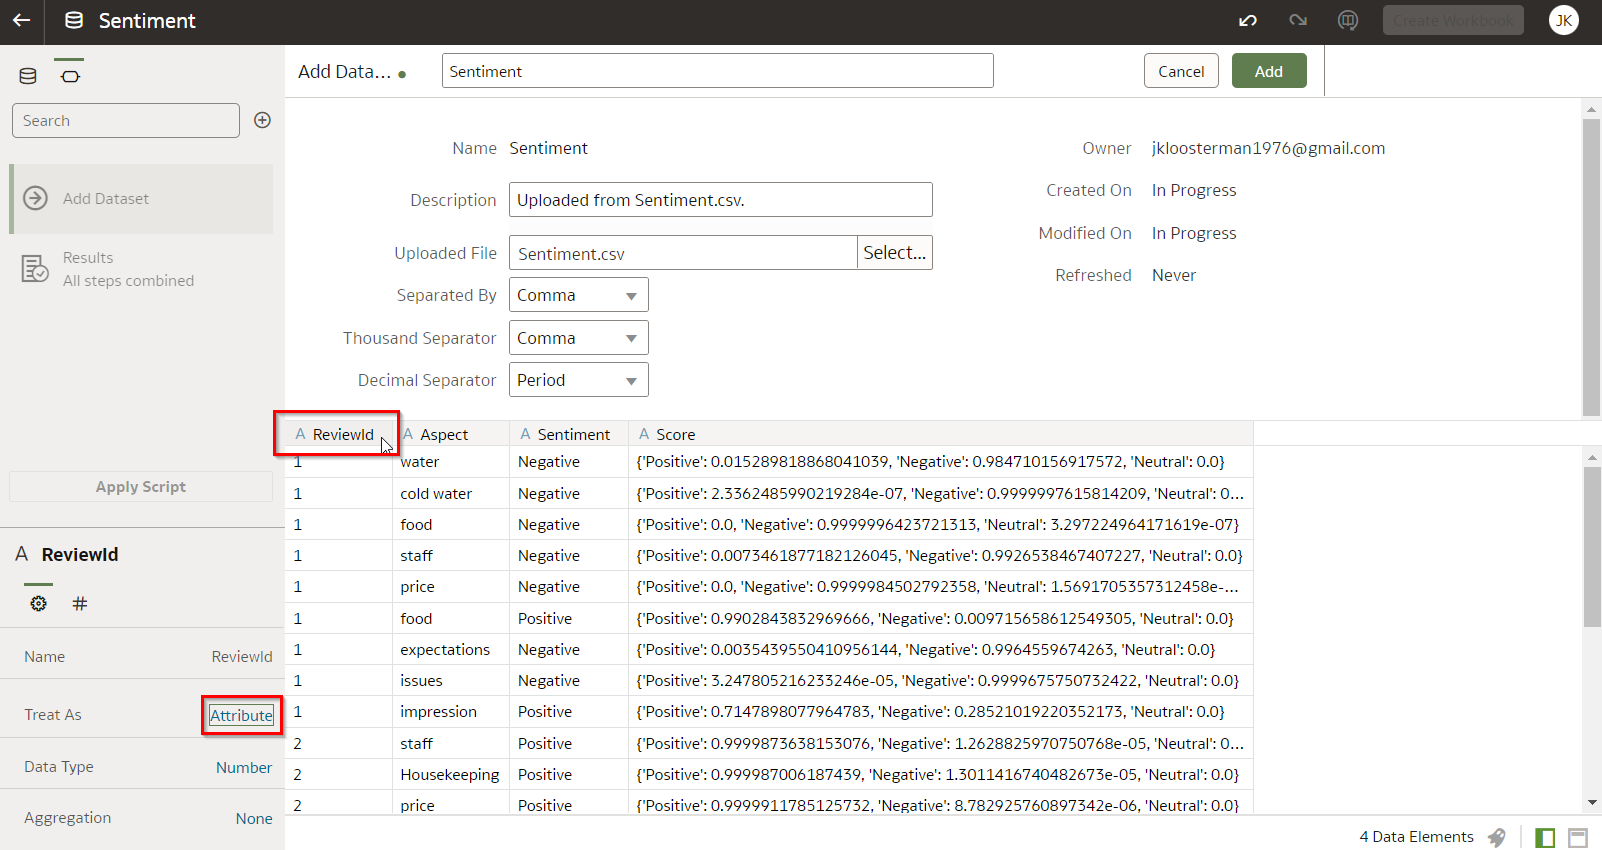 Sentiment
Create Workbook
JK
Add Data...
Sentiment
Cancel
Add
Search
Add Dataset
Results
All steps combined
Apply Script
Name Sentiment
Description Uploaded from Sentiment.csv.
Uploaded File Sentiment.csv Select...
Separated By Comma
Thousand Separator Comma
Decimal Separator Period
Owner jkloosterman1976@gmail.com
Created On In Progress
Modified On In Progress
Refreshed Never
A ReviewId A Aspect A Sentiment A Score
1 water Negative {'Positive': 0.015289818868041039, 'Negative': 0.984710156917572, 'Neutral': 0.0}
1 cold water Negative {'Positive': 2.3362485990219284e-07, 'Negative': 0.9999997615814209, 'Neutral': 0...
1 food Negative {'Positive': 0.0, 'Negative': 0.9999996423721313, 'Neutral': 3.297224964171619e-07}
1 staff Negative {'Positive': 0.0073461877182126045, 'Negative': 0.9926538467407227, 'Neutral': 0.0}
1 price Negative {'Positive': 0.0, 'Negative': 0.9999984502792358, 'Neutral': 1.5691705357312458e-...
1 food Positive {'Positive': 0.9902843832969666, 'Negative': 0.009715658612549305, 'Neutral': 0.0}
1 expectations Negative {'Positive': 0.0035439550410956144, 'Negative': 0.9964559674263, 'Neutral': 0.0}
1 issues Negative {'Positive': 3.247805216233246e-05, 'Negative': 0.9999675750732422, 'Neutral': 0.0}
1 impression Positive {'Positive': 0.7147898077964783, 'Negative': 0.28521019220352173, 'Neutral': 0.0}
2 staff Positive {'Positive': 0.9999873638153076, 'Negative': 1.2628825970750768e-05, 'Neutral': 0...
2 Housekeeping Positive {'Positive': 0.999987006187439, 'Negative': 1.3011416740482673e-05, 'Neutral': 0.0}
2 price Positive {'Positive': 0.9999911785125732, 'Negative': 8.782925760897342e-06, 'Neutral': 0.0}
A ReviewId
#
Name ReviewId
Treat As Attribute
Data Type Number
Aggregation None
4 Data Elements